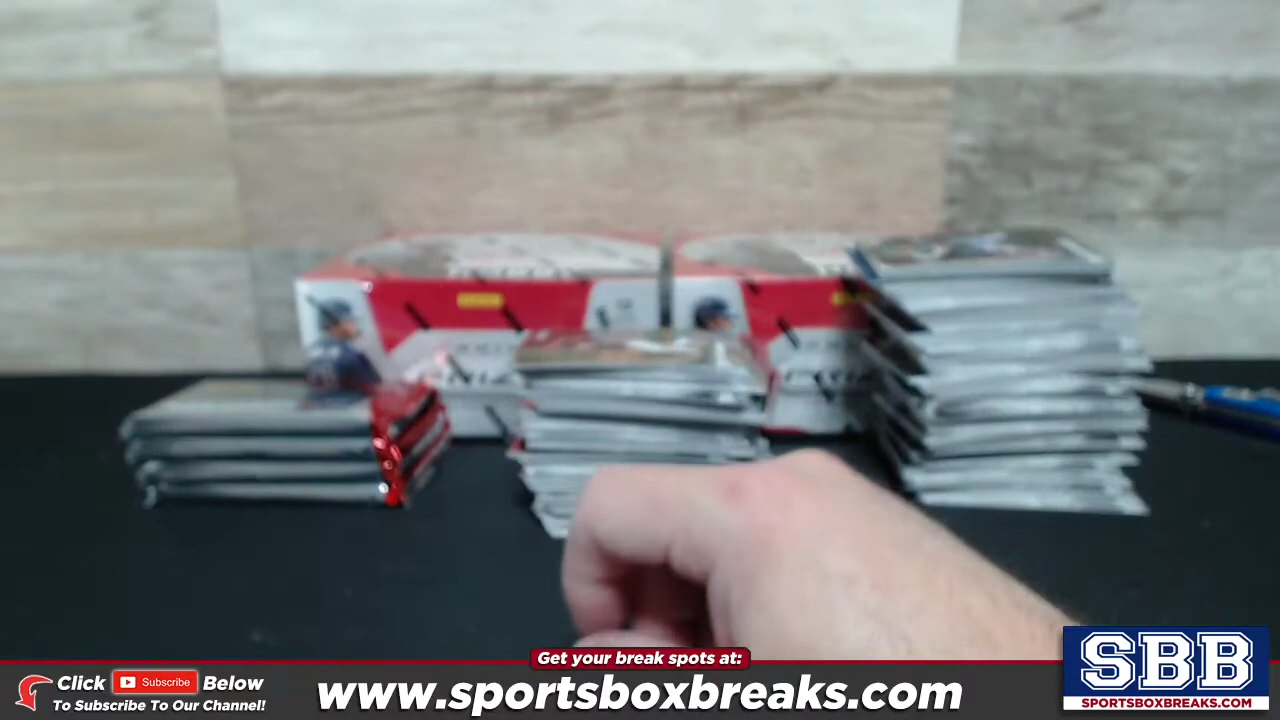 Get your break spots at:
Click Subscribe Below
To Subscribe To Our Channel!
www.sportsboxbreaks.com
SBB
SPORTSBOXBREAKS.COM